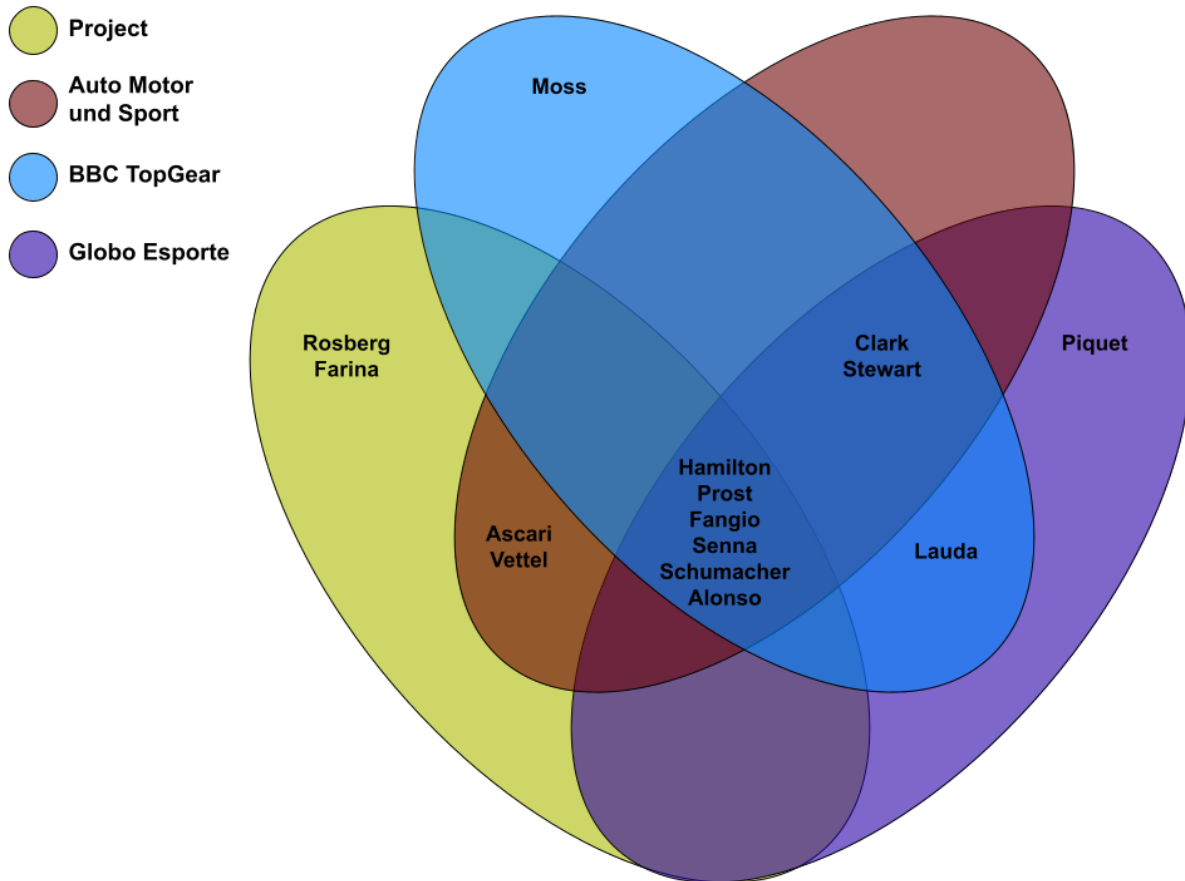 Project
Auto Motor
und Sport
BBC TopGear
Globo Esporte
Moss
Rosberg
Farina
Clark
Stewart
Piquet
Hamilton
Prost
Fangio
Senna
Schumacher
Alonso
Ascari
Vettel
Lauda